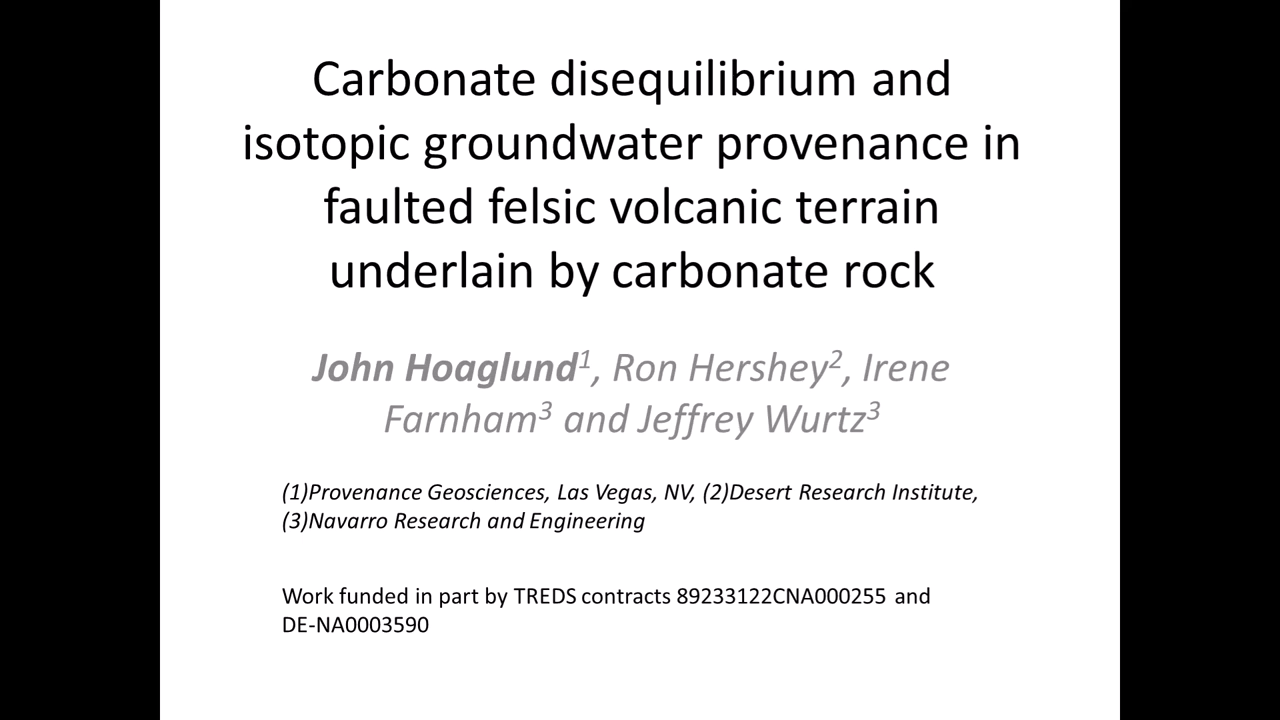 Carbonate disequilibrium and
isotopic groundwater provenance in
faulted felsic volcanic terrain
underlain by carbonate rock
John Hoaglund1, Ron Hershey2, Irene
Farnham3 and Jeffrey Wurtz3
(1)Provenance Geosciences, Las Vegas, NV, (2)Desert Research Institute,
(3)Navarro Research and Engineering
Work funded in part by TREDS contracts 89233122CNA000255 and
DE-NA0003590